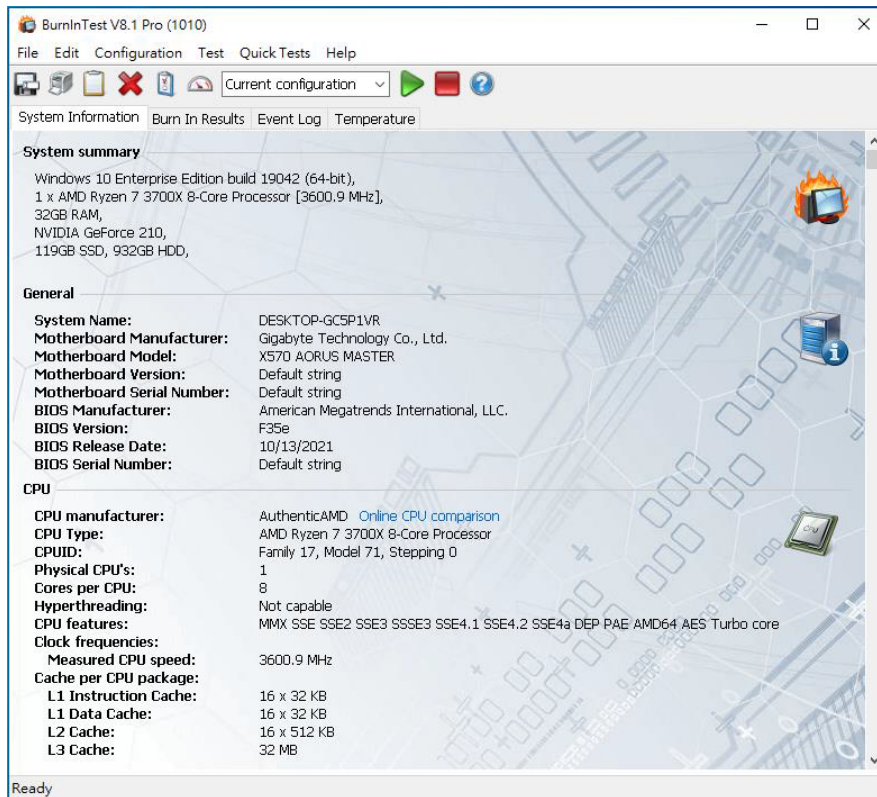 BurnInTest V8.1 Pro (1010)
File Edit Configuration Test Quick Tests Help
Current configuration
System Information Burn In Results Event Log Temperature
System summary
Windows 10 Enterprise Edition build 19042 (64-bit),
1 x AMD Ryzen 7 3700X 8-Core Processor [3600.9 MHz],
32GB RAM,
NVIDIA GeForce 210,
119GB SSD, 932GB HDD,
General
System Name: DESKTOP-GC5P1VR
Motherboard Manufacturer: Gigabyte Technology Co., Ltd.
Motherboard Model: X570 AORUS MASTER
Motherboard Version: Default string
Motherboard Serial Number: Default string
BIOS Manufacturer: American Megatrends International, LLC.
BIOS Version: F35e
BIOS Release Date: 10/13/2021
BIOS Serial Number: Default string
CPU
CPU manufacturer: AuthenticAMD Online CPU comparison
CPU Type: AMD Ryzen 7 3700X 8-Core Processor
CPUID: Family 17, Model 71, Stepping 0
Physical CPU's: 1
Cores per CPU: 8
Hyperthreading: Not capable
CPU features: MMX SSE SSE2 SSE3 SSSE3 SSE4.1 SSE4.2 SSE4a DEP PAE AMD64 AES Turbo core
Clock frequencies:
Measured CPU speed: 3600.9 MHz
Cache per CPU package:
L1 Instruction Cache: 16 x 32 KB
L1 Data Cache: 16 x 32 KB
L2 Cache: 16 x 512 KB
L3 Cache: 32 MB
CPU
Ready